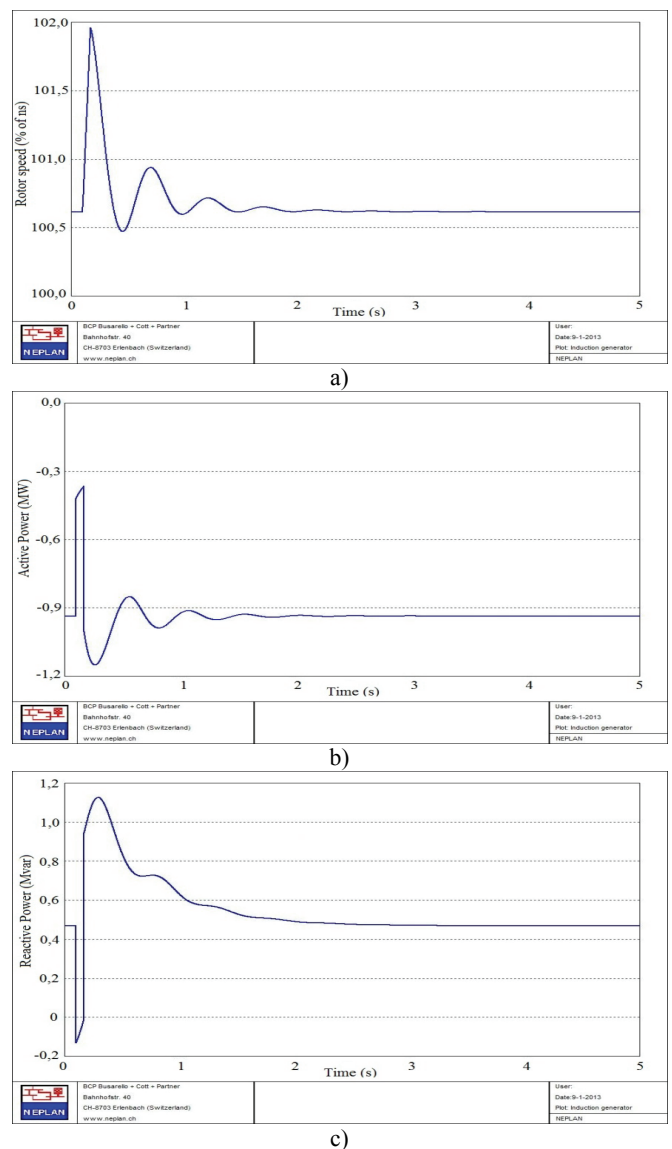 102,0
101,5
101,0
100,5
100,0
Rotor speed (% of ns)
0 1 2 3 4 5
Time (s)
NEPLAN
BCP Busarello + Cott + Partner
Bahnhofstr. 40
CH-8703 Erlenbach (Switzerland)
www.neplan.ch
User:
Date:9-1-2013
Plot: Induction generator
NEPLAN
a)
0,0
-0,3
-0,6
-0,9
-1,2
Active Power (MW)
0 1 2 3 4 5
Time (s)
NEPLAN
BCP Busarello + Cott + Partner
Bahnhofstr. 40
CH-8703 Erlenbach (Switzerland)
www.neplan.ch
User:
Date:9-1-2013
Plot: Induction generator
NEPLAN
b)
1,2
1,0
0,8
0,6
0,4
0,2
0
-0,2
Reactive Power (Mvar)
0 1 2 3 4 5
Time (s)
NEPLAN
BCP Busarello + Cott + Partner
Bahnhofstr. 40
CH-8703 Erlenbach (Switzerland)
www.neplan.ch
User:
Date:9-1-2013
Plot: Induction generator
NEPLAN
c)